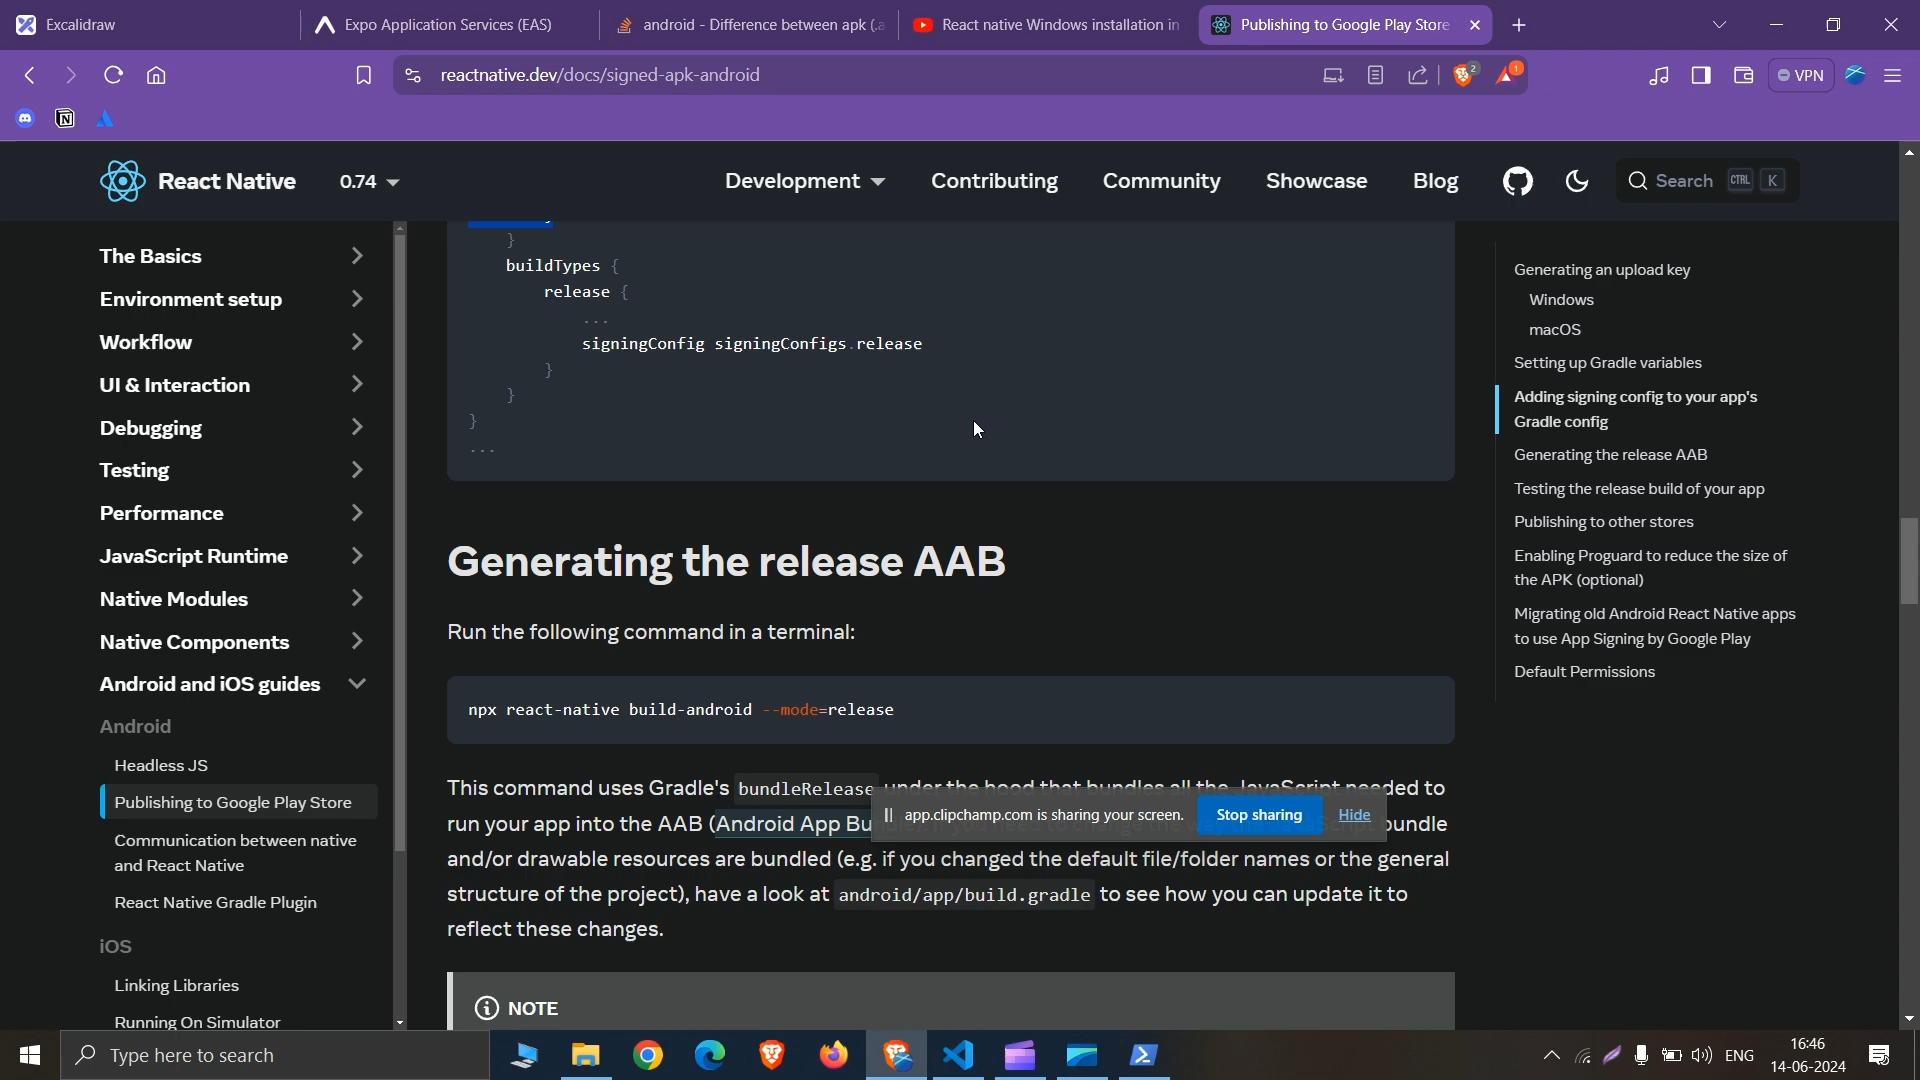 Excalidraw
Expo Application Services (EAS)
android - Difference between apk (.a
React native Windows installation in
Publishing to Google Play Store
reactnative.dev/docs/signed-apk-android
2
1
VPN
React Native
0.74
Development
Contributing
Community
Showcase
Blog
Search CTRL K
The Basics
Environment setup
Workflow
UI & Interaction
Debugging
Testing
Performance
JavaScript Runtime
Native Modules
Native Components
Android and iOS guides
Android
Headless JS
Publishing to Google Play Store
Communication between native
and React Native
React Native Gradle Plugin
iOS
Linking Libraries
Running On Simulator
}
buildTypes {
release {
...
signingConfig signingConfigs.release
}
}
}
...
Generating the release AAB
Run the following command in a terminal:
npx react-native build-android --mode=release
This command uses Gradle's bundleRelease under the hood that bundles all the JavaScript needed to
run your app into the AAB (Android App Bu
bundle
app.clipchamp.com is sharing your screen. Stop sharing Hide
and/or drawable resources are bundled (e.g. if you changed the default file/folder names or the general
structure of the project), have a look at android/app/build.gradle to see how you can update it to
reflect these changes.
NOTE
Generating an upload key
Windows
macOS
Setting up Gradle variables
Adding signing config to your app's
Gradle config
Generating the release AAB
Testing the release build of your app
Publishing to other stores
Enabling Proguard to reduce the size of
the APK (optional)
Migrating old Android React Native apps
to use App Signing by Google Play
Default Permissions
Type here to search
ENG
16:46
14-06-2024